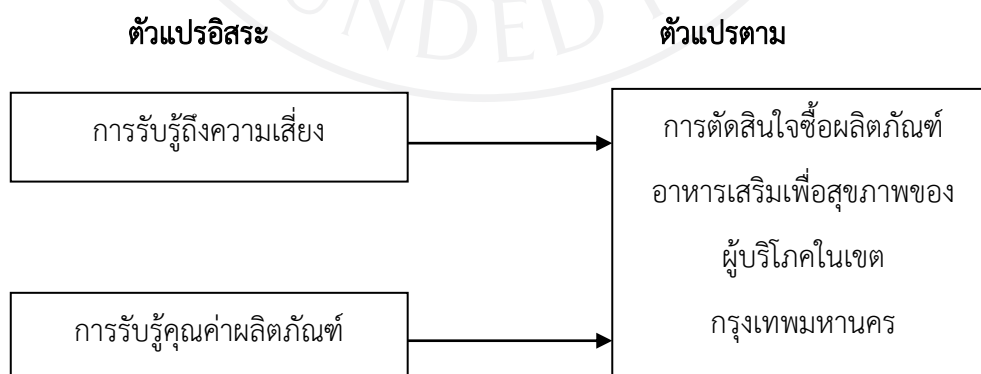 UNDED 1
ตัวแปรอิสระ
ตัวแปรตาม
การรับรู้ถึงความเสี่ยง
การตัดสินใจซื้อผลิตภัณฑ์
อาหารเสริมเพื่อสุขภาพของ
ผู้บริโภคในเขต
กรุงเทพมหานคร
การรับรู้คุณค่าผลิตภัณฑ์